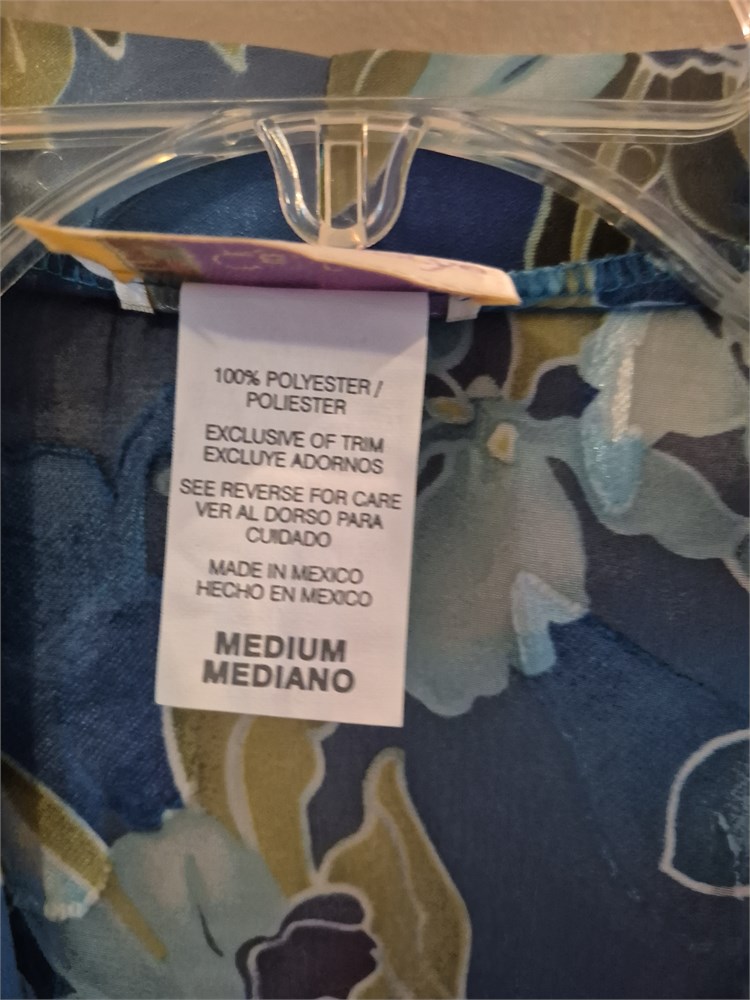 100% POLYESTER /
POLIESTER
EXCLUSIVE OF TRIM
EXCLUYE ADORNOS
SEE REVERSE FOR CARE
VER AL DORSO PARA
CUIDADO
MADE IN MEXICO
HECHO EN MEXICO
MEDIUM
MEDIANO